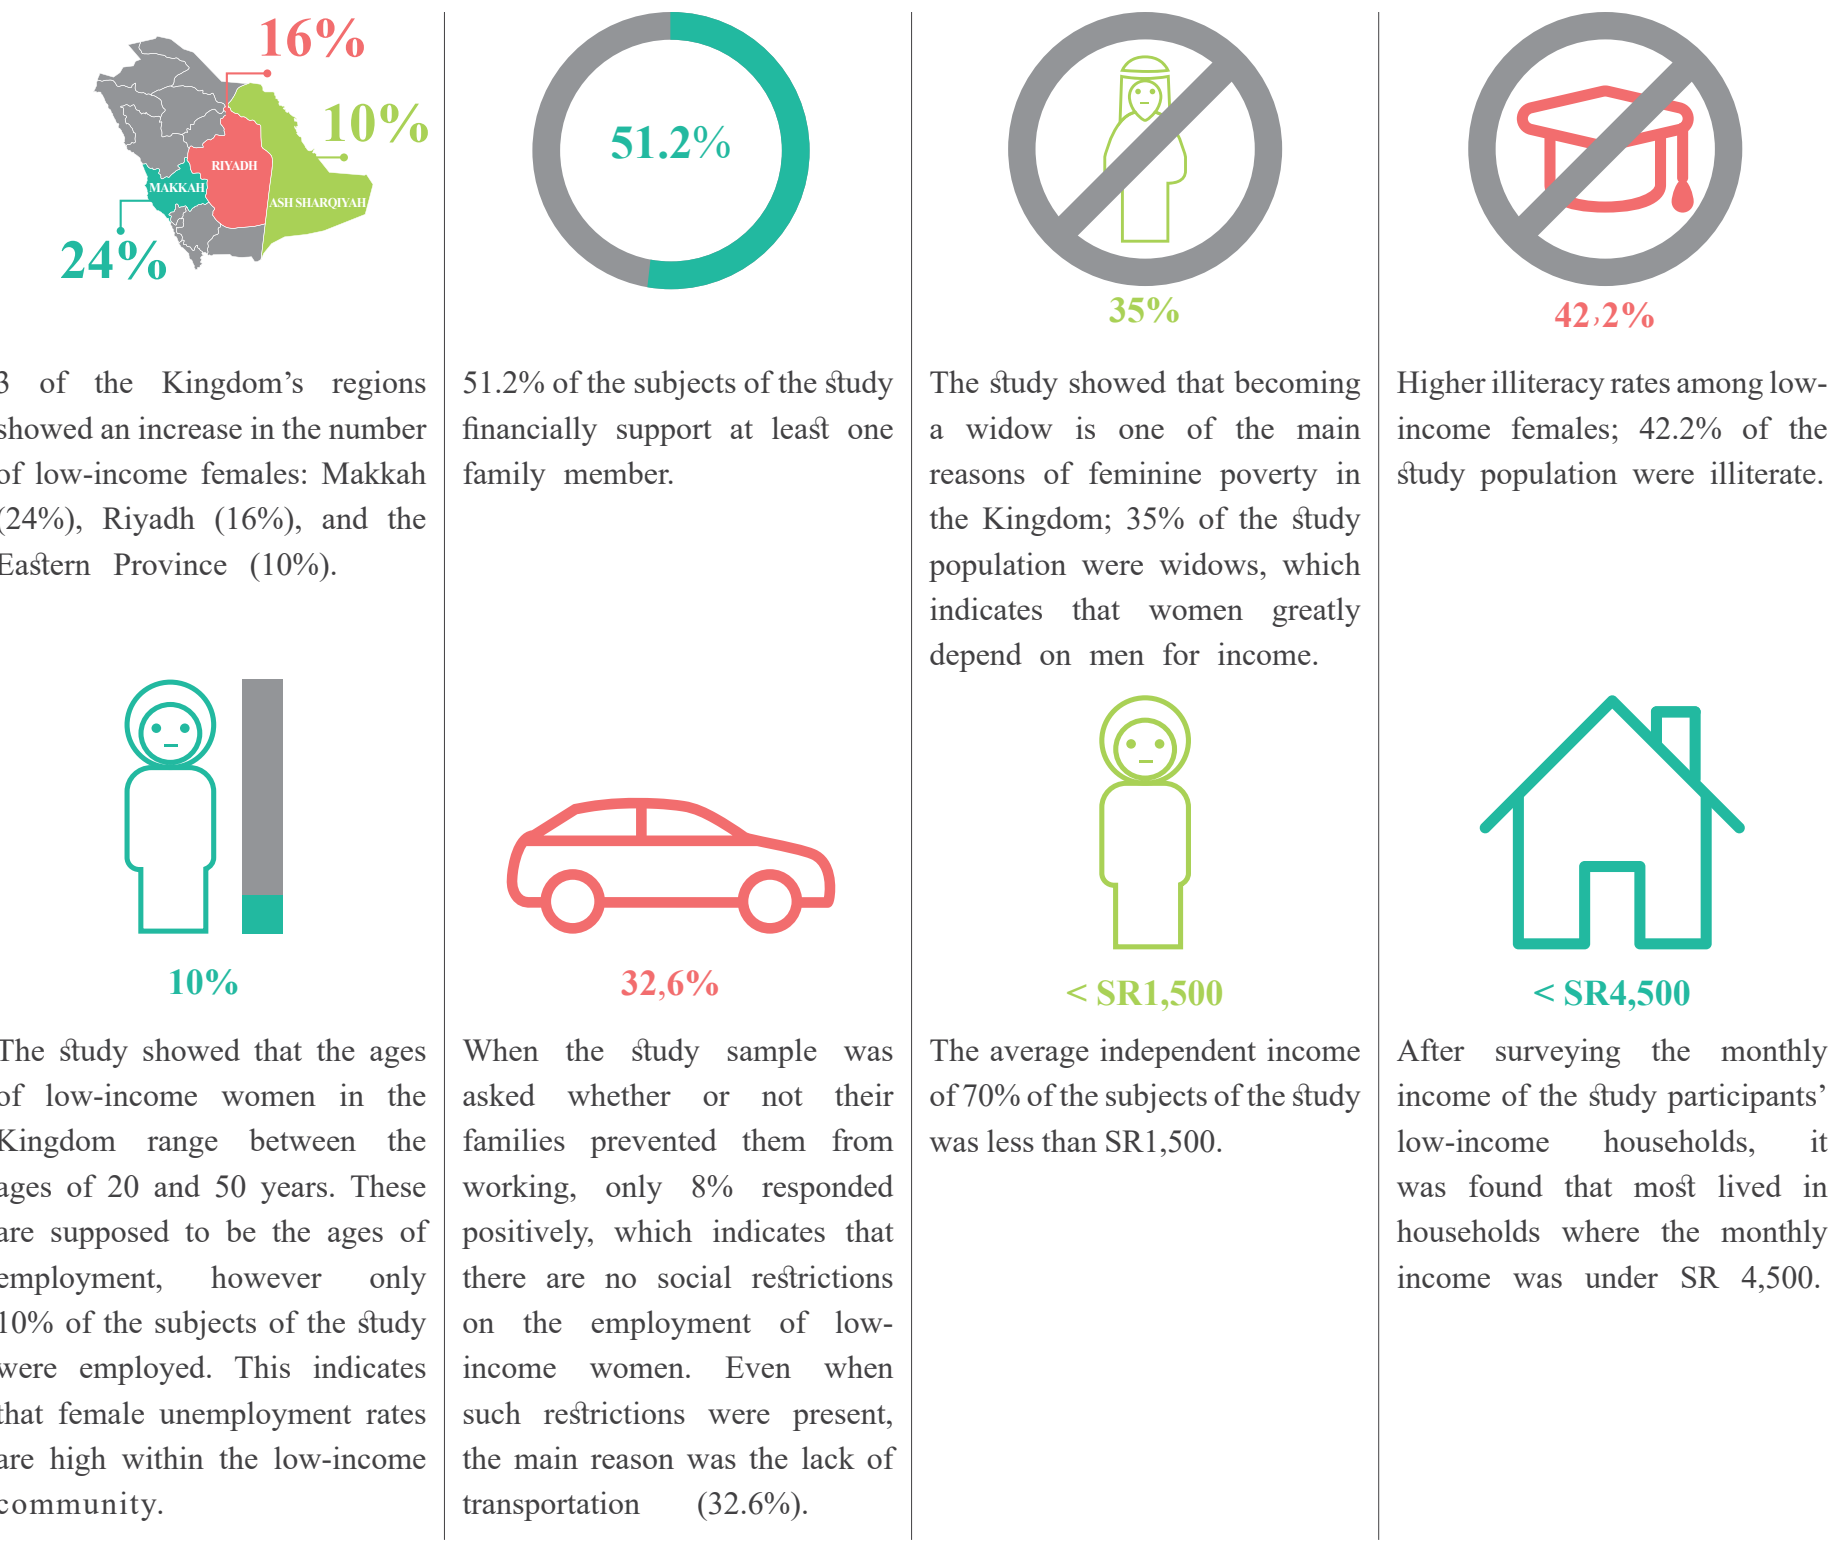 16%
10%
RIYADH
MAKKAH
ASH SHARQIYAH
24%
3 of the Kingdom’s regions
showed an increase in the number
of low-income females: Makkah
(24%), Riyadh (16%), and the
Eastern Province (10%).
51.2%
51.2% of the subjects of the study
financially support at least one
family member.
35%
The study showed that becoming
a widow is one of the main
reasons of feminine poverty in
the Kingdom; 35% of the study
population were widows, which
indicates that women greatly
depend on men for income.
42,2%
Higher illiteracy rates among low-
income females; 42.2% of the
study population were illiterate.
10%
The study showed that the ages
of low-income women in the
Kingdom range between the
ages of 20 and 50 years. These
are supposed to be the ages of
employment, however only
10% of the subjects of the study
were employed. This indicates
that female unemployment rates
are high within the low-income
community.
32,6%
When the study sample was
asked whether or not their
families prevented them from
working, only 8% responded
positively, which indicates that
there are no social restrictions
on the employment of low-
income women. Even when
such restrictions were present,
the main reason was the lack of
transportation (32.6%).
< SR1,500
The average independent income
of 70% of the subjects of the study
was less than SR1,500.
< SR4,500
After surveying the monthly
income of the study participants’
low-income households, it
was found that most lived in
households where the monthly
income was under SR 4,500.